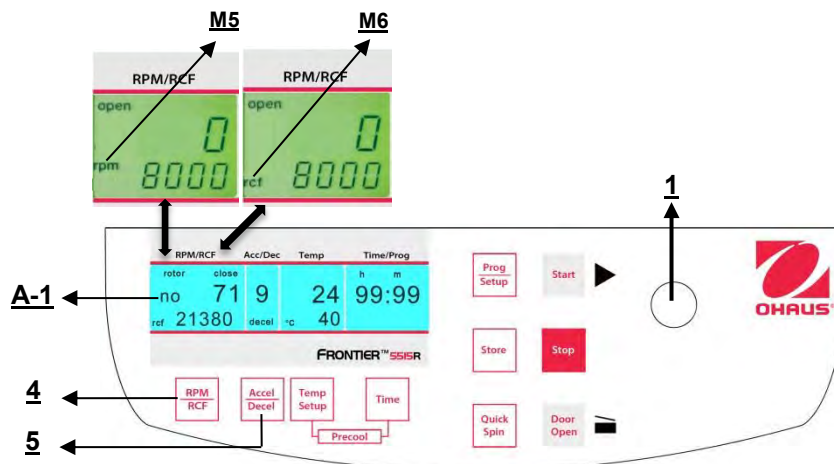 M5
M6
RPM/RCF
RPM/RCF
open
0
rpm
8000
open
0
rcf
8000
1
RPM/RCF Acc/Dec Temp Time/Prog
rotor close h m
no 71 9 24 99:99
rcf 21380 decel °C 40
A-1
FRONTIER™ 5515R
Prog
Setup
Start
OHAUS®
Store
Stop
4
RPM
RCF
Accel
Decel
Temp
Setup
Time
Quick
Spin
Door
Open
5
Precool